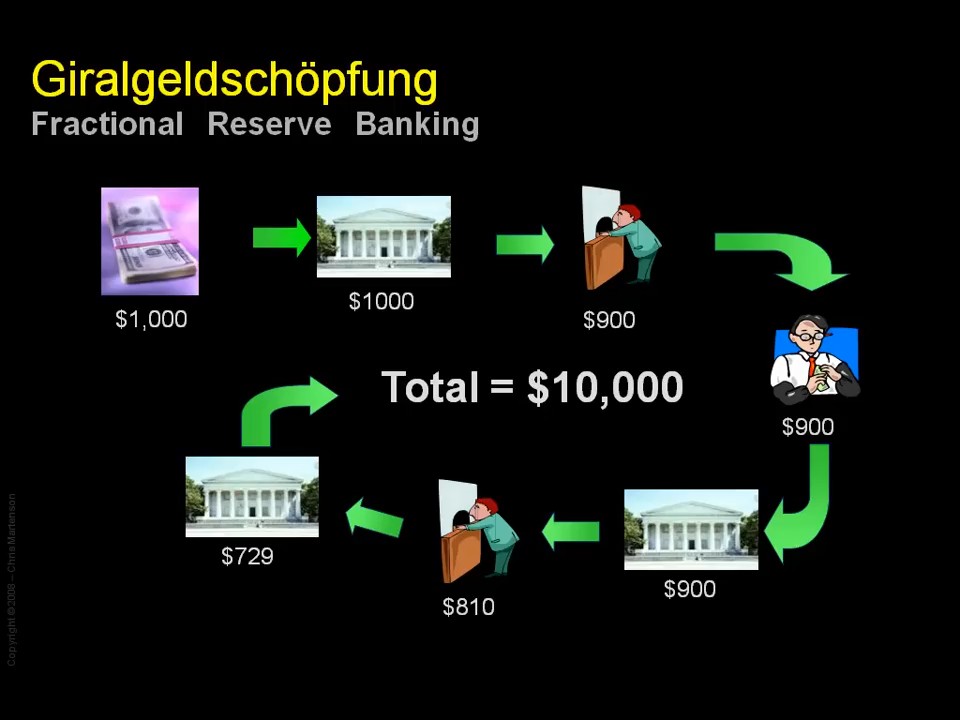 Giralgeldschöpfung
Fractional Reserve Banking
$1,000
$1000
$900
$900
Total = $10,000
$729
$810
$900
Copyright © 2008 – Chris Martenson